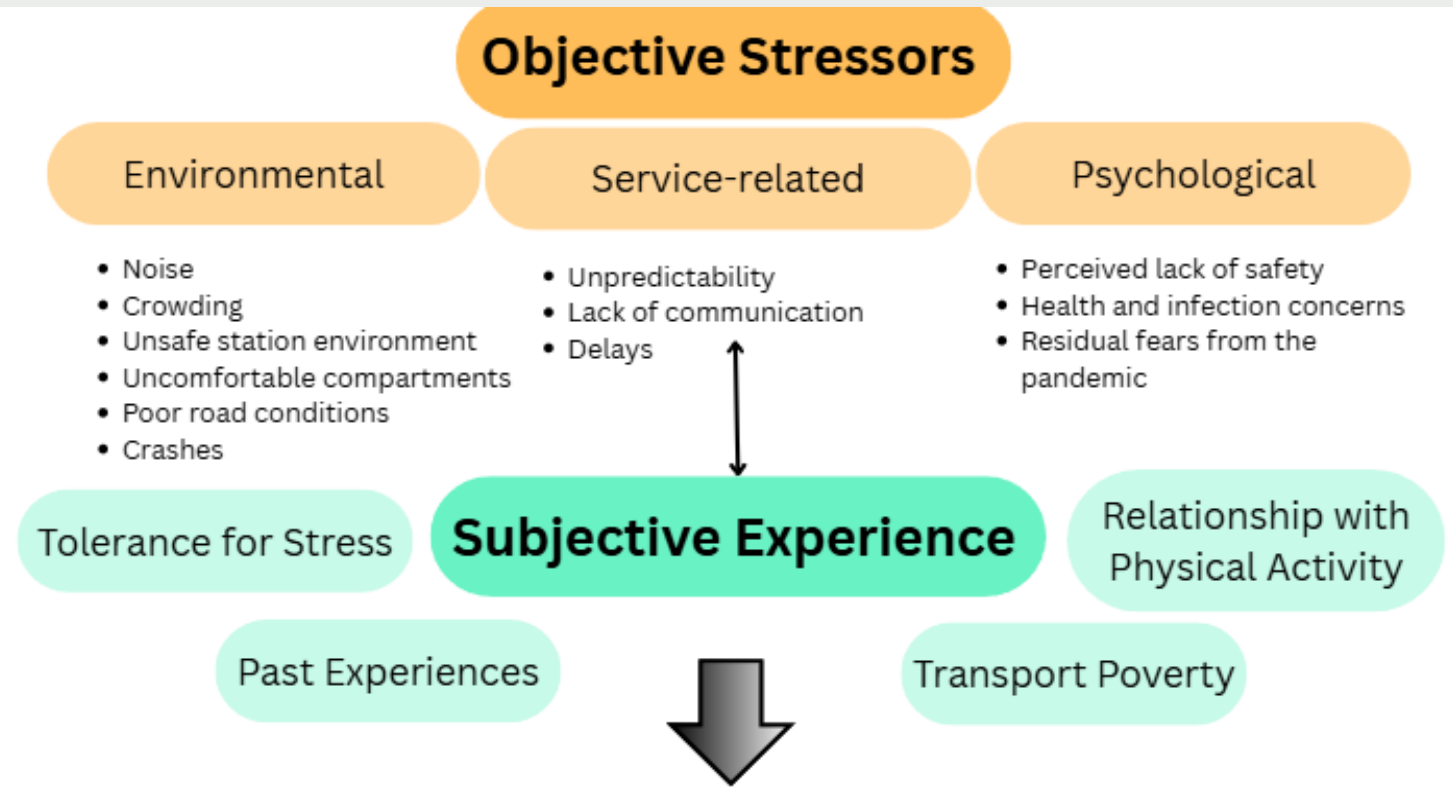 Objective Stressors
Environmental
Service-related
Psychological
• Noise
• Crowding
• Unsafe station environment
• Uncomfortable compartments
• Poor road conditions
• Crashes
• Unpredictability
• Lack of communication
• Delays
• Perceived lack of safety
• Health and infection concerns
• Residual fears from the
pandemic
Tolerance for Stress
Subjective Experience
Relationship with
Physical Activity
Past Experiences
Transport Poverty